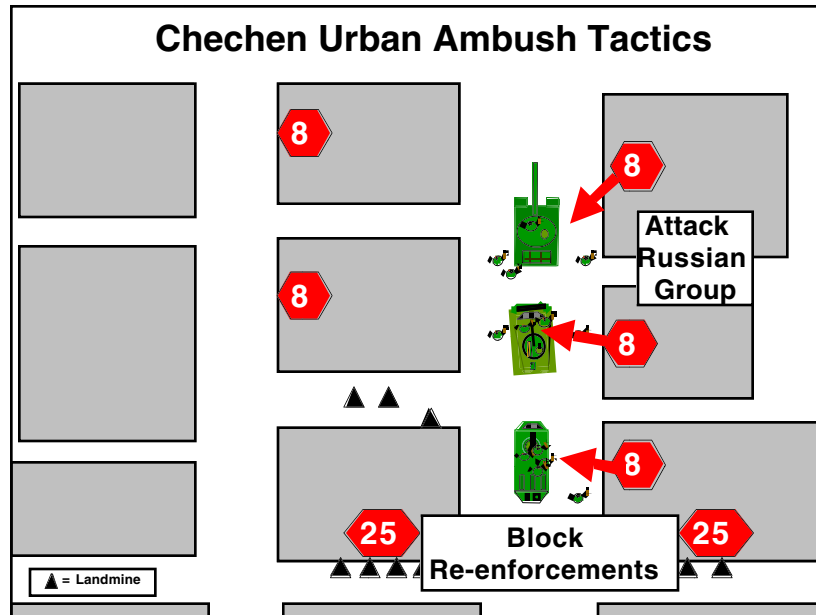 Chechen Urban Ambush Tactics
8
8
Attack
Russian
Group
8
8
8
25
25
Block
Re-enforcements
= Landmine